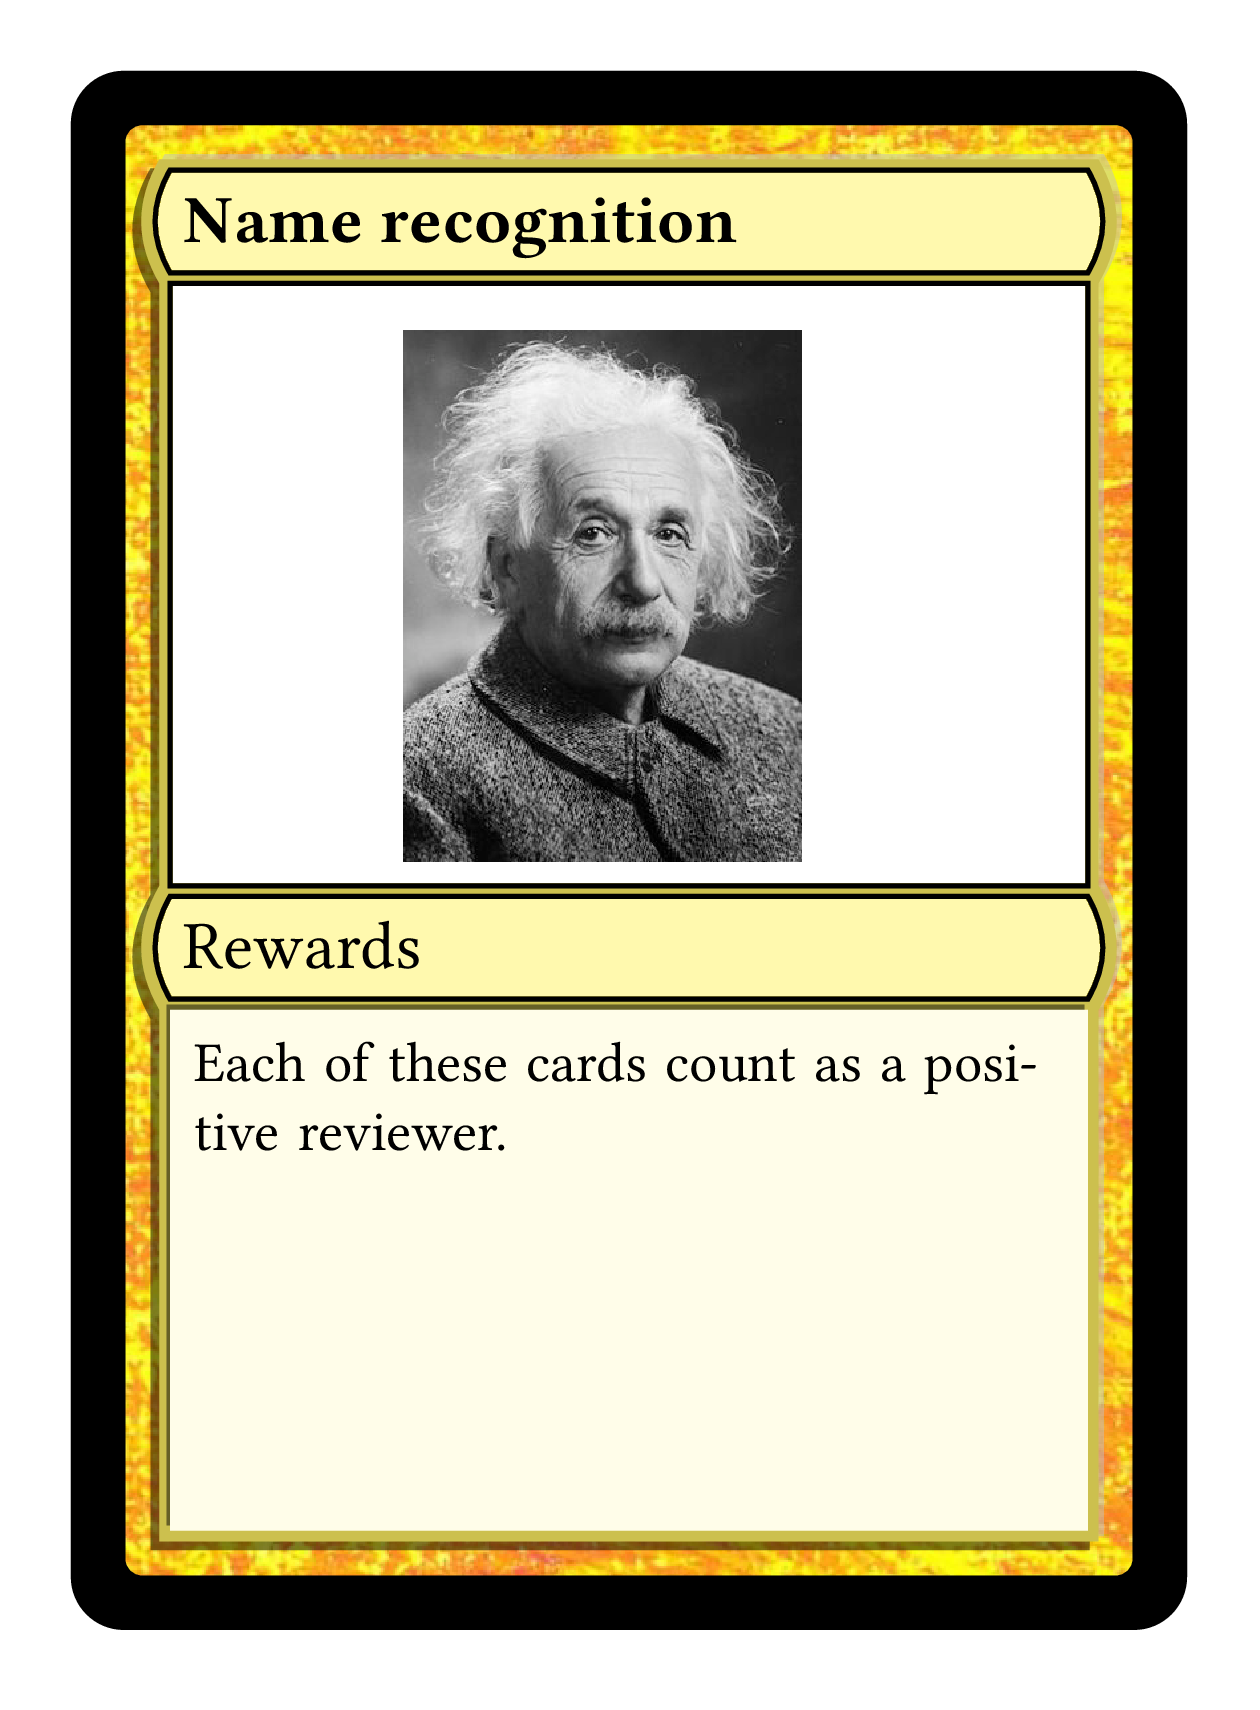 Name recognition
Rewards
Each of these cards count as a posi-
tive reviewer.